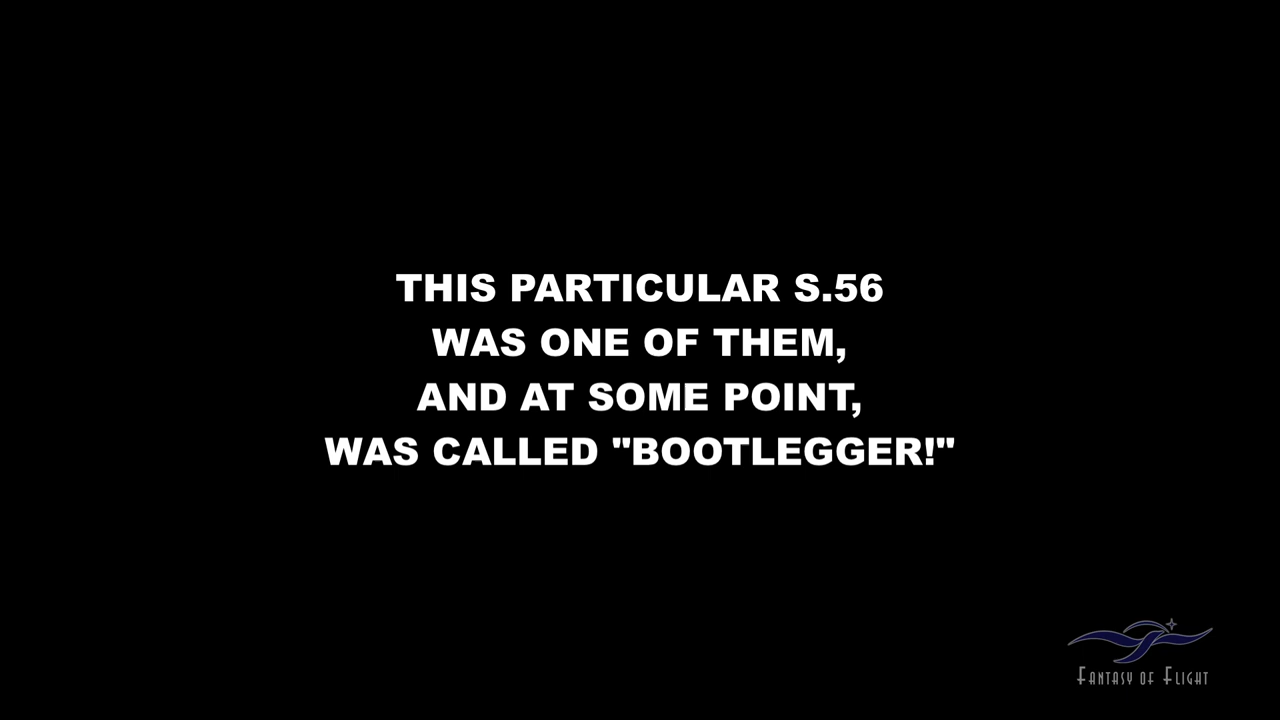 THIS PARTICULAR S.56
WAS ONE OF THEM,
AND AT SOME POINT,
WAS CALLED "BOOTLEGGER!"
FANTASY OF FLIGHT